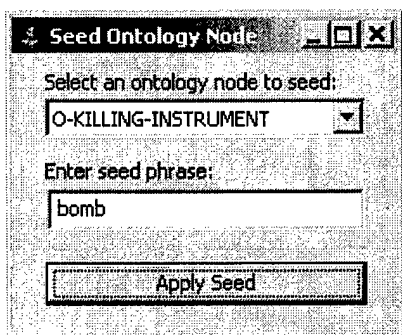 Seed Ontology Node
Select an ontology node to seed:
O-KILLING-INSTRUMENT
Enter seed phrase:
bomb
Apply Seed